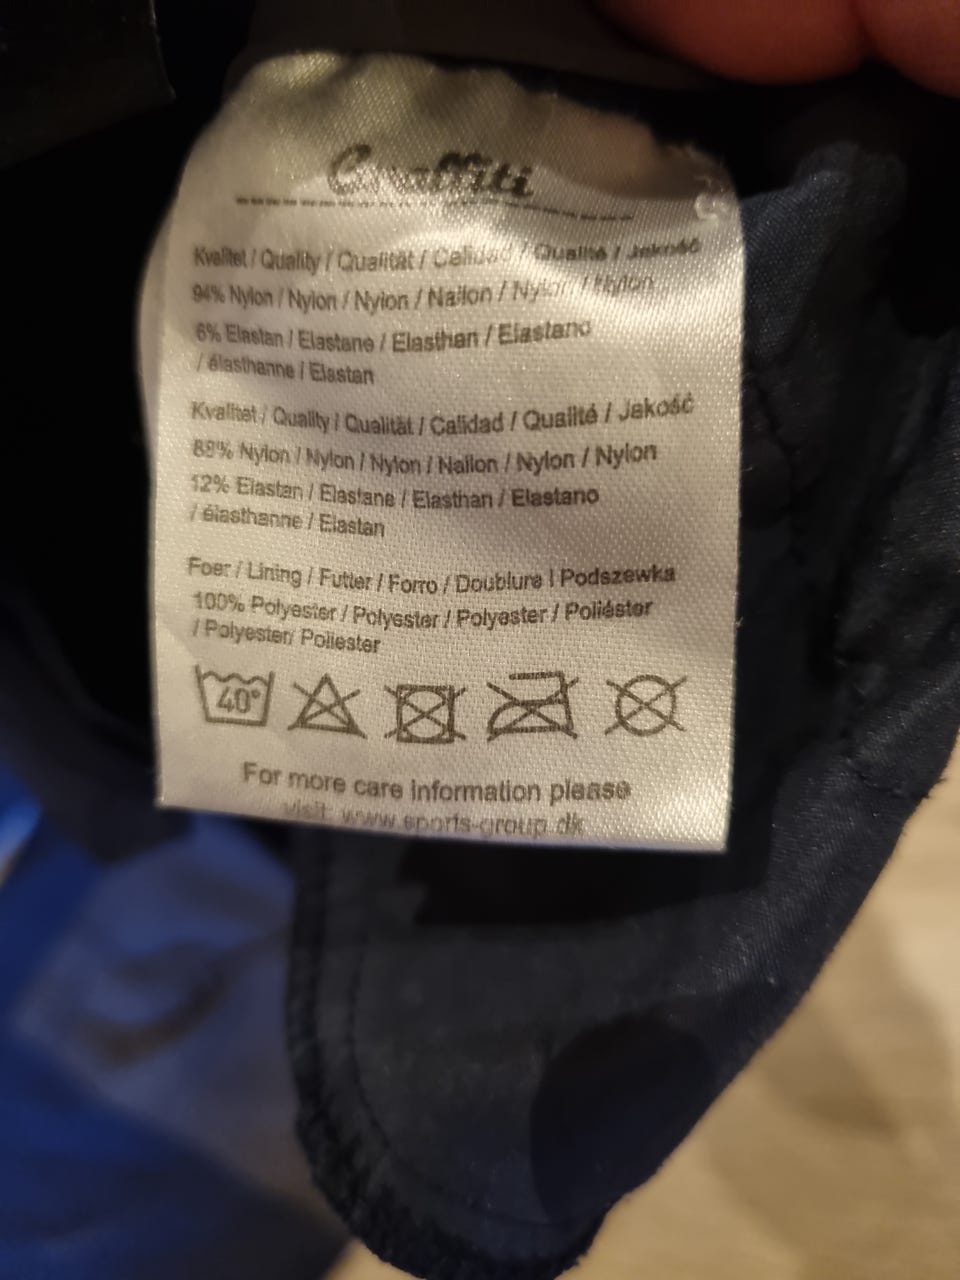 Graffiti
Kvalitet / Quality / Qualität / Calidad / Qualité / Jakość
94% Nylon / Nylon / Nylon / Nailon / Nylon / Nylon
6% Elastan / Elastane / Elasthan / Elastano
/ élasthanne / Elastan
Kvalitet / Quality / Qualität / Calidad / Qualité / Jakość
88% Nylon / Nylon / Nylon / Nailon / Nylon / Nylon
12% Elastan / Elastane / Elasthan / Elastano
/ élasthanne / Elastan
Foer / Lining / Futter / Forro / Doublure | Podszewka
100% Polyester / Polyester / Polyester / Poliéster
/ Polyester/ Poliester
40°
For more care information please
visit: www.sports-group.dk